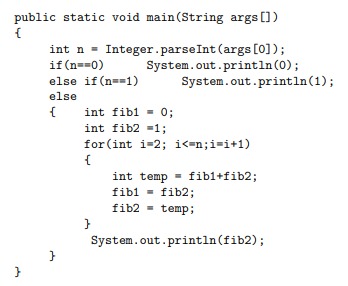 public static void main(String args[])
{
int n = Integer.parseInt(args[0]);
if(n==0) System.out.println(0);
else if(n==1) System.out.println(1);
else
{ int fib1 = 0;
int fib2 =1;
for(int i=2; i<=n;i=i+1)
{
int temp = fib1+fib2;
fib1 = fib2;
fib2 = temp;
}
System.out.println(fib2);
}
}